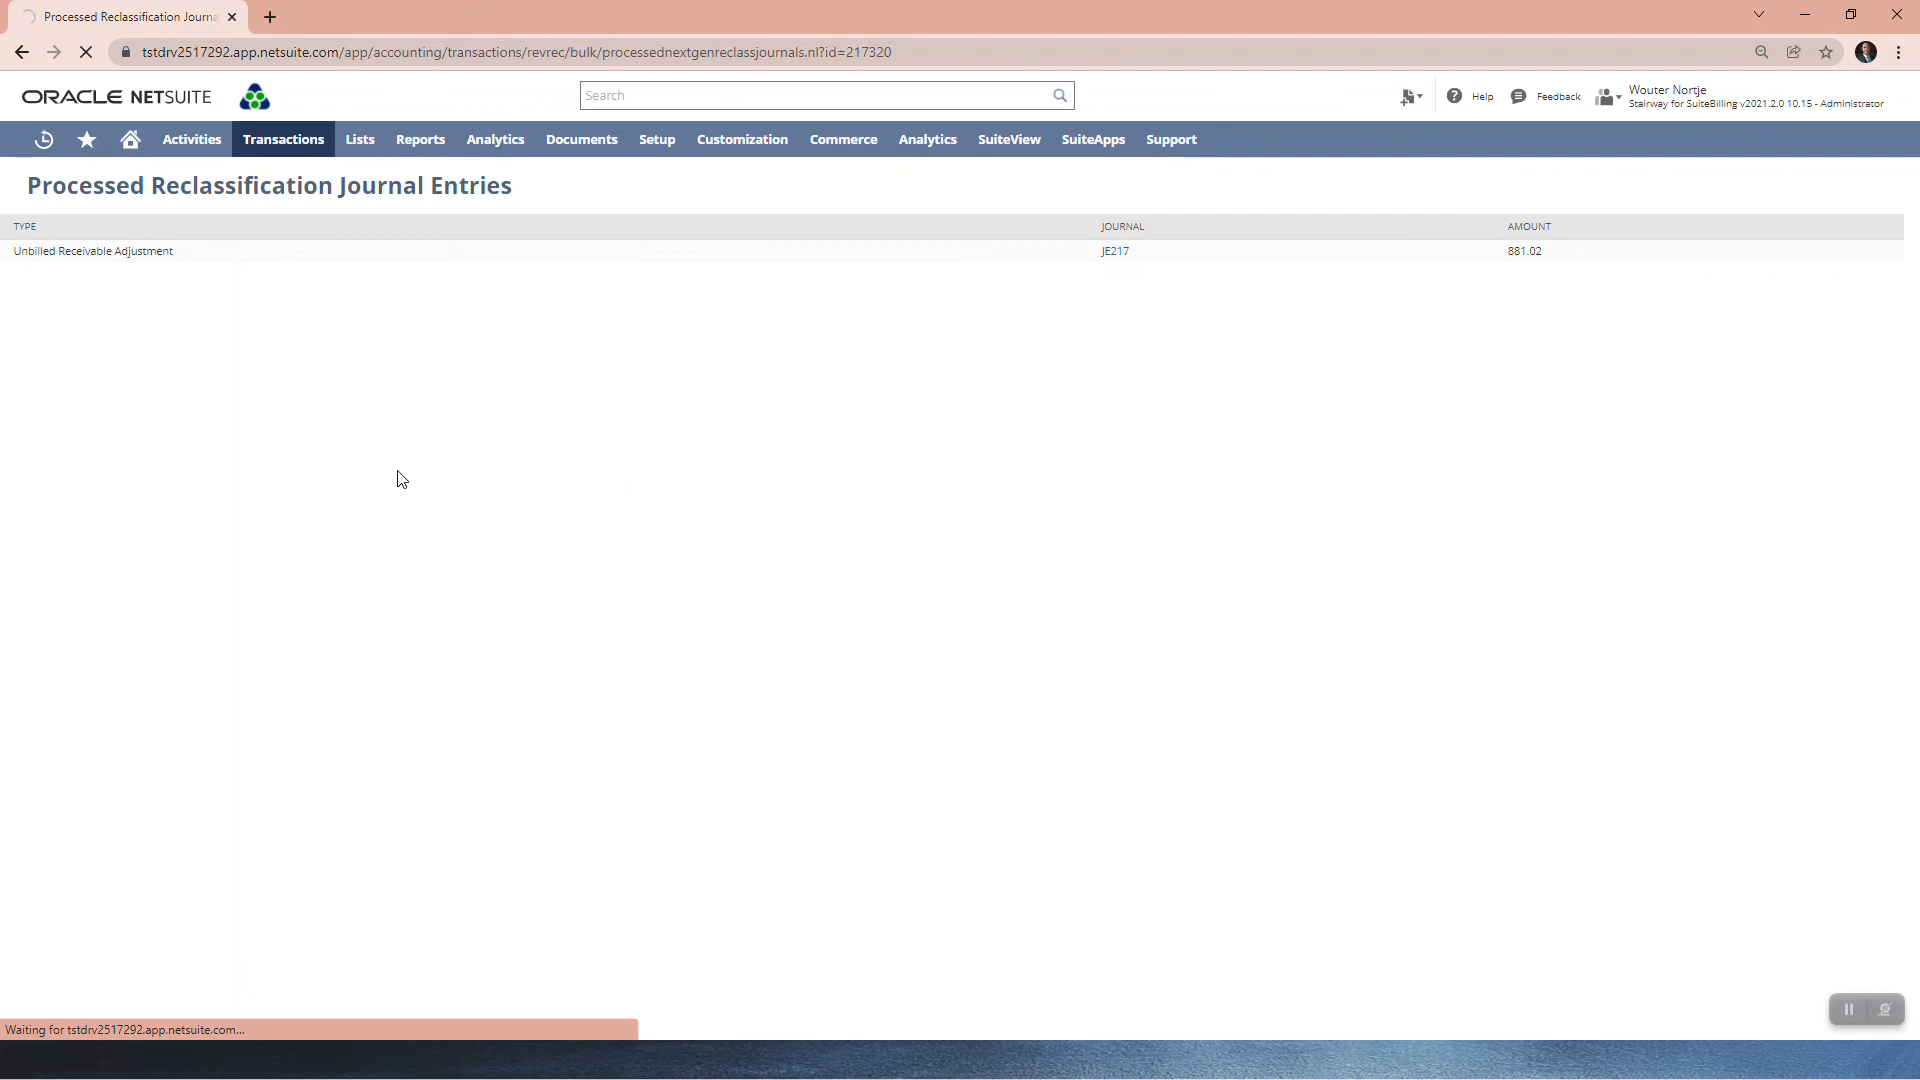 Processed Reclassification Journa
tstdrv2517292.app.netsuite.com/app/accounting/transactions/revrec/bulk/processednextgenreclassjournals.nl?id=217320
ORACLE NETSUITE
Search
Help
Feedback
Wouter Nortje
Stairway for SuiteBilling v2021.2.0 10.15 - Administrator
Activities Transactions Lists Reports Analytics Documents Setup Customization Commerce Analytics SuiteView SuiteApps Support
Processed Reclassification Journal Entries
TYPE JOURNAL AMOUNT
Unbilled Receivable Adjustment JE217 881.02
Waiting for tstdrv2517292.app.netsuite.com...